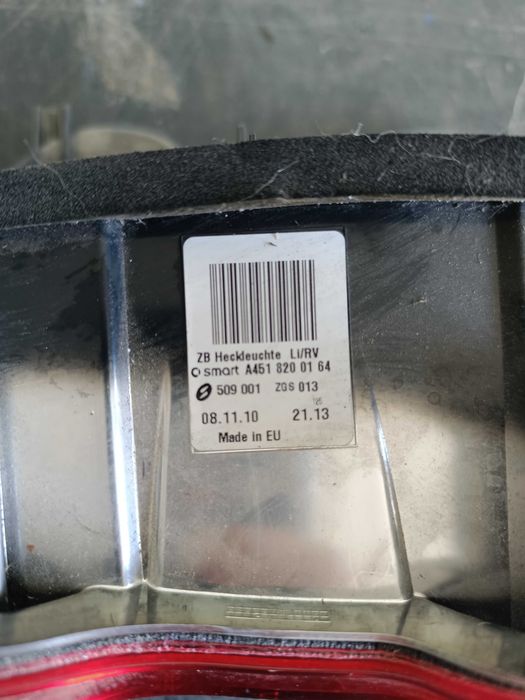 ZB Heckleuchte Li/RV
smart A451 820 01 64
509 001 ZGS 013
08.11.10 21.13
Made in EU